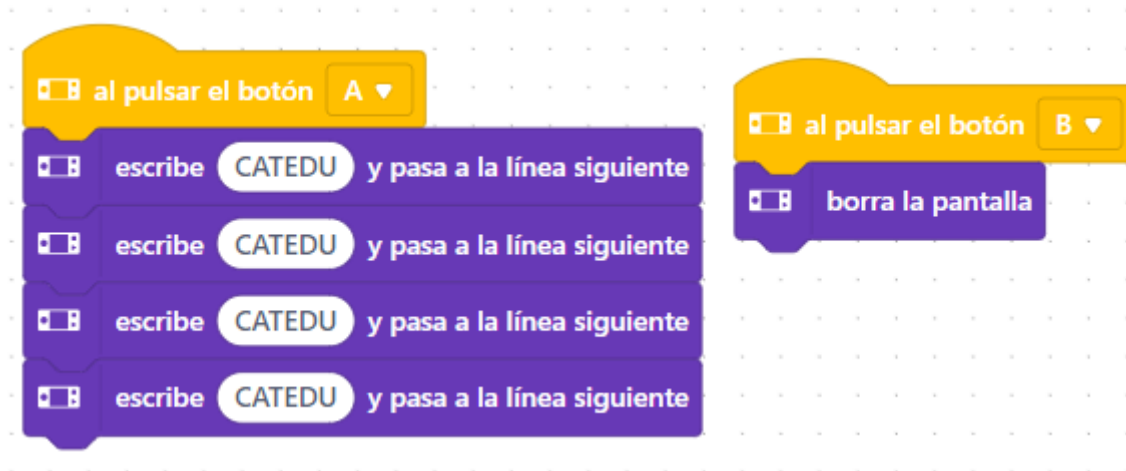 al pulsar el botón A
escribe CATEDU y pasa a la línea siguiente
escribe CATEDU y pasa a la línea siguiente
escribe CATEDU y pasa a la línea siguiente
escribe CATEDU y pasa a la línea siguiente
al pulsar el botón B
borra la pantalla